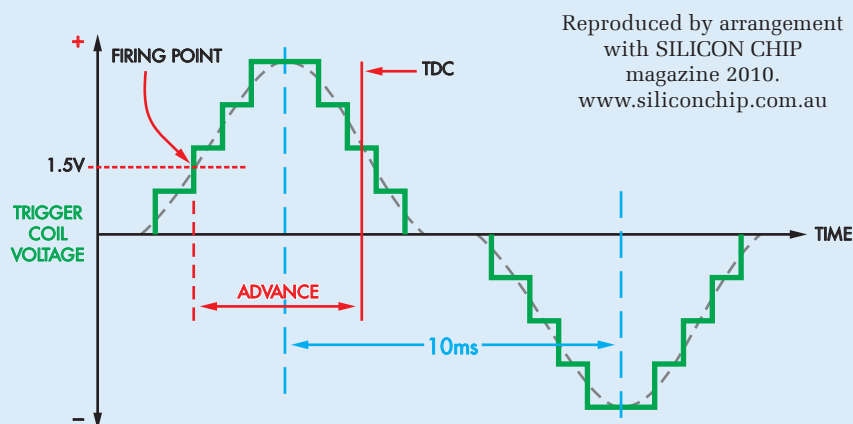 Reproduced by arrangement
with SILICON CHIP
magazine 2010.
www.siliconchip.com.au
+
FIRING POINT
TDC
1.5V
TRIGGER
COIL
VOLTAGE
TIME
ADVANCE
10ms
–